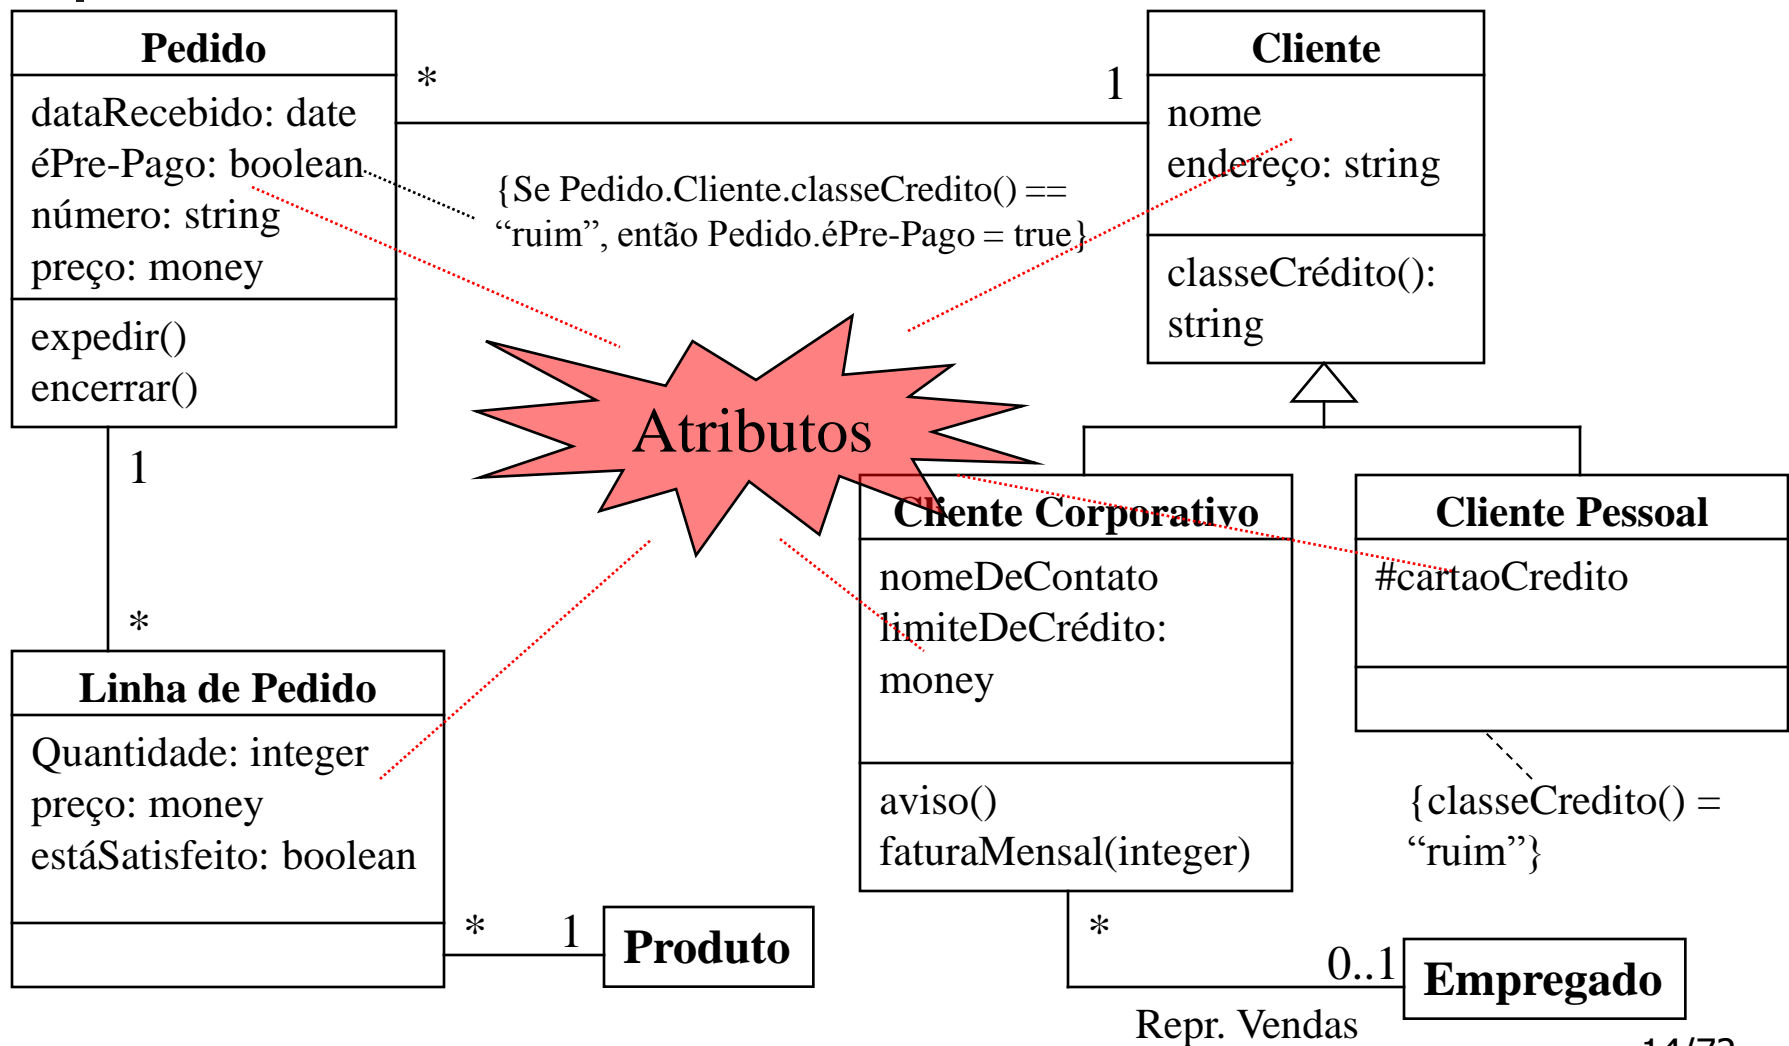 Pedido
dataRecebido: date
éPre-Pago: boolean
número: string
preço: money
expedir()
encerrar()
*
1
{Se Pedido.Cliente.classeCredito() ==
“ruim”, então Pedido.éPre-Pago = true}
Cliente
nome
endereço: string
classeCrédito():
string
Atributos
1
*
Linha de Pedido
Quantidade: integer
preço: money
estáSatisfeito: boolean
*
1
Produto
Cliente Corporativo
nomeDeContato
limiteDeCrédito:
money
aviso()
faturaMensal(integer)
Cliente Pessoal
#cartaoCredito
{classeCredito() =
“ruim”}
*
0..1
Empregado
Repr. Vendas
14/72